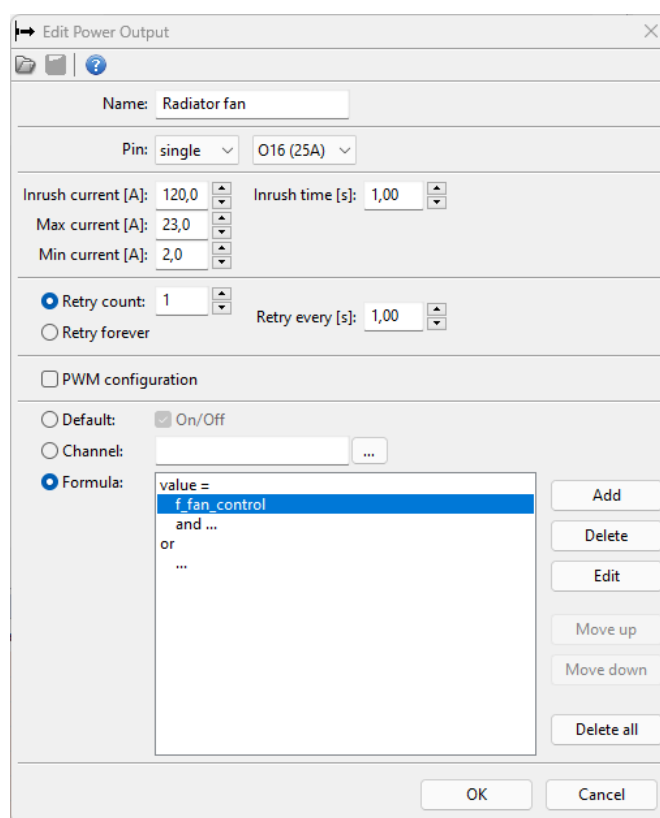 Edit Power Output
Name: Radiator fan
Pin: single O16 (25A)
Inrush current [A]: 120,0 Inrush time [s]: 1,00
Max current [A]: 23,0
Min current [A]: 2,0
Retry count: 1
Retry every [s]: 1,00
Retry forever
PWM configuration
Default: On/Off
Channel: ...
Formula:
value =
f_fan_control
and ...
or
...
Add
Delete
Edit
Move up
Move down
Delete all
OK Cancel